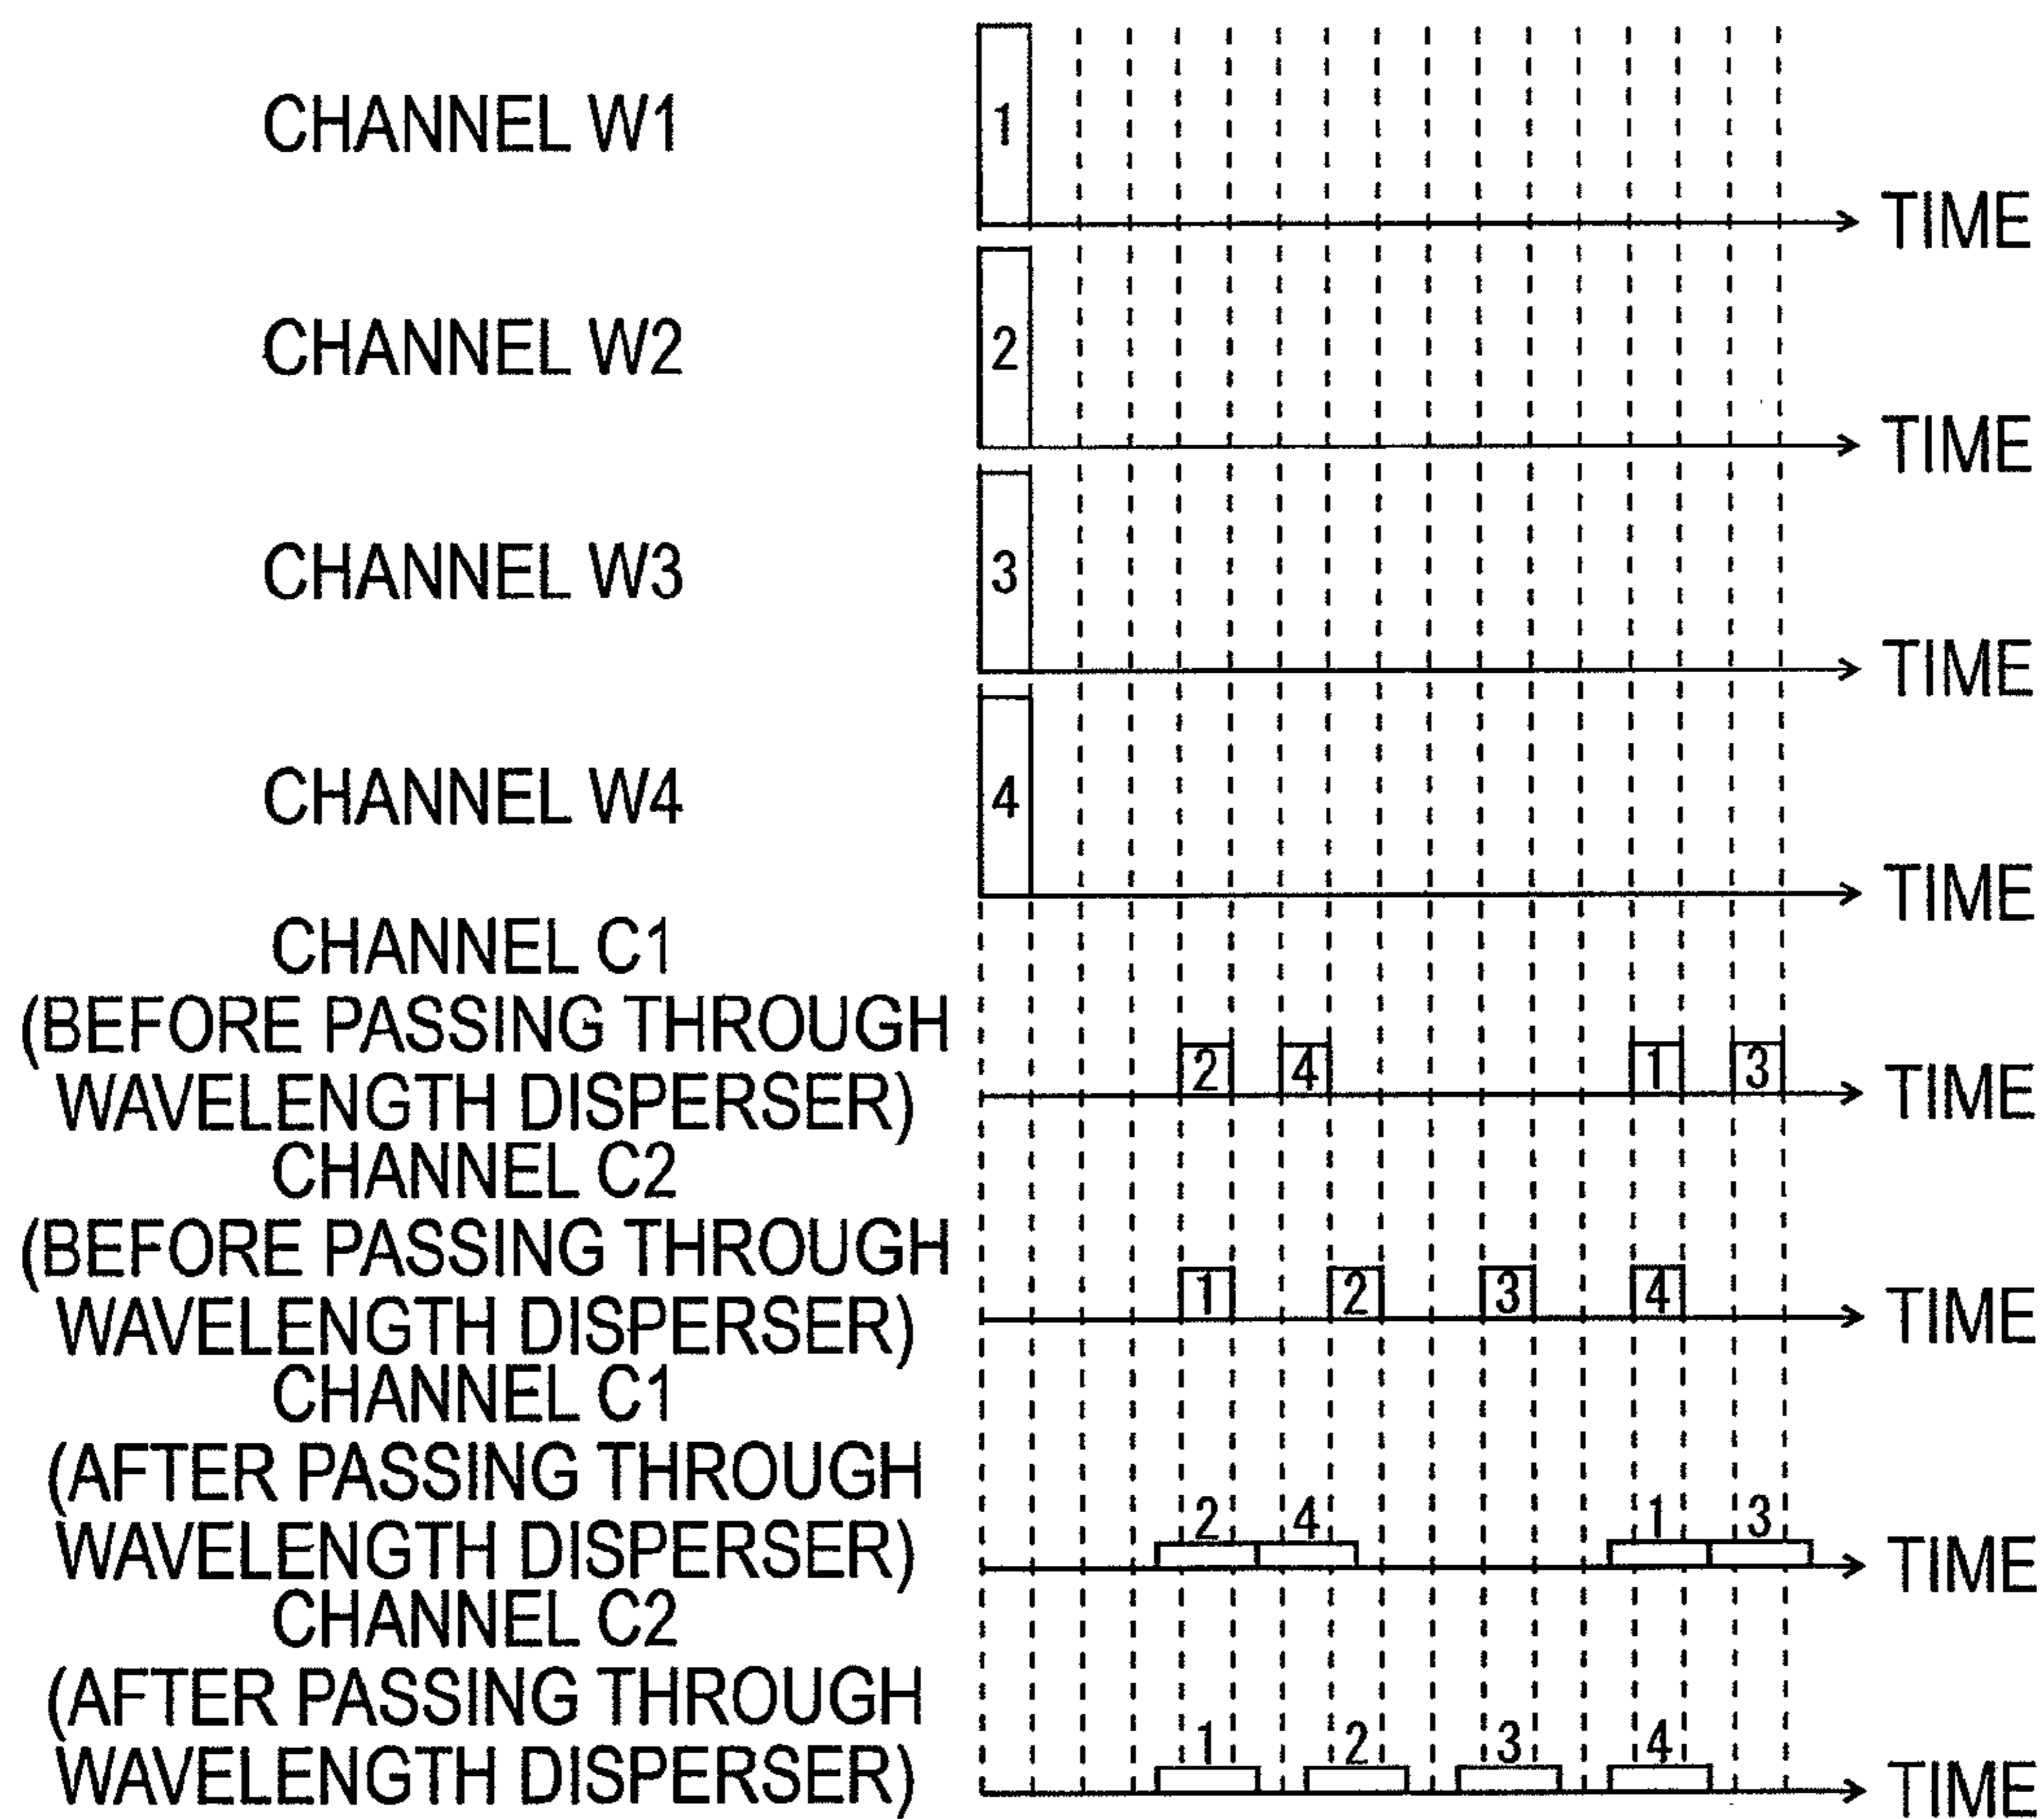 CHANNEL W1
1
TIME
CHANNEL W2
2
TIME
CHANNEL W3
3
TIME
CHANNEL W4
4
TIME
CHANNEL C1
(BEFORE PASSING THROUGH
WAVELENGTH DISPERSER)
2 4 1 3
TIME
CHANNEL C2
(BEFORE PASSING THROUGH
WAVELENGTH DISPERSER)
1 2 3 4
TIME
CHANNEL C1
(AFTER PASSING THROUGH
WAVELENGTH DISPERSER)
2 4 1 3
TIME
CHANNEL C2
(AFTER PASSING THROUGH
WAVELENGTH DISPERSER)
1 2 3 4
TIME